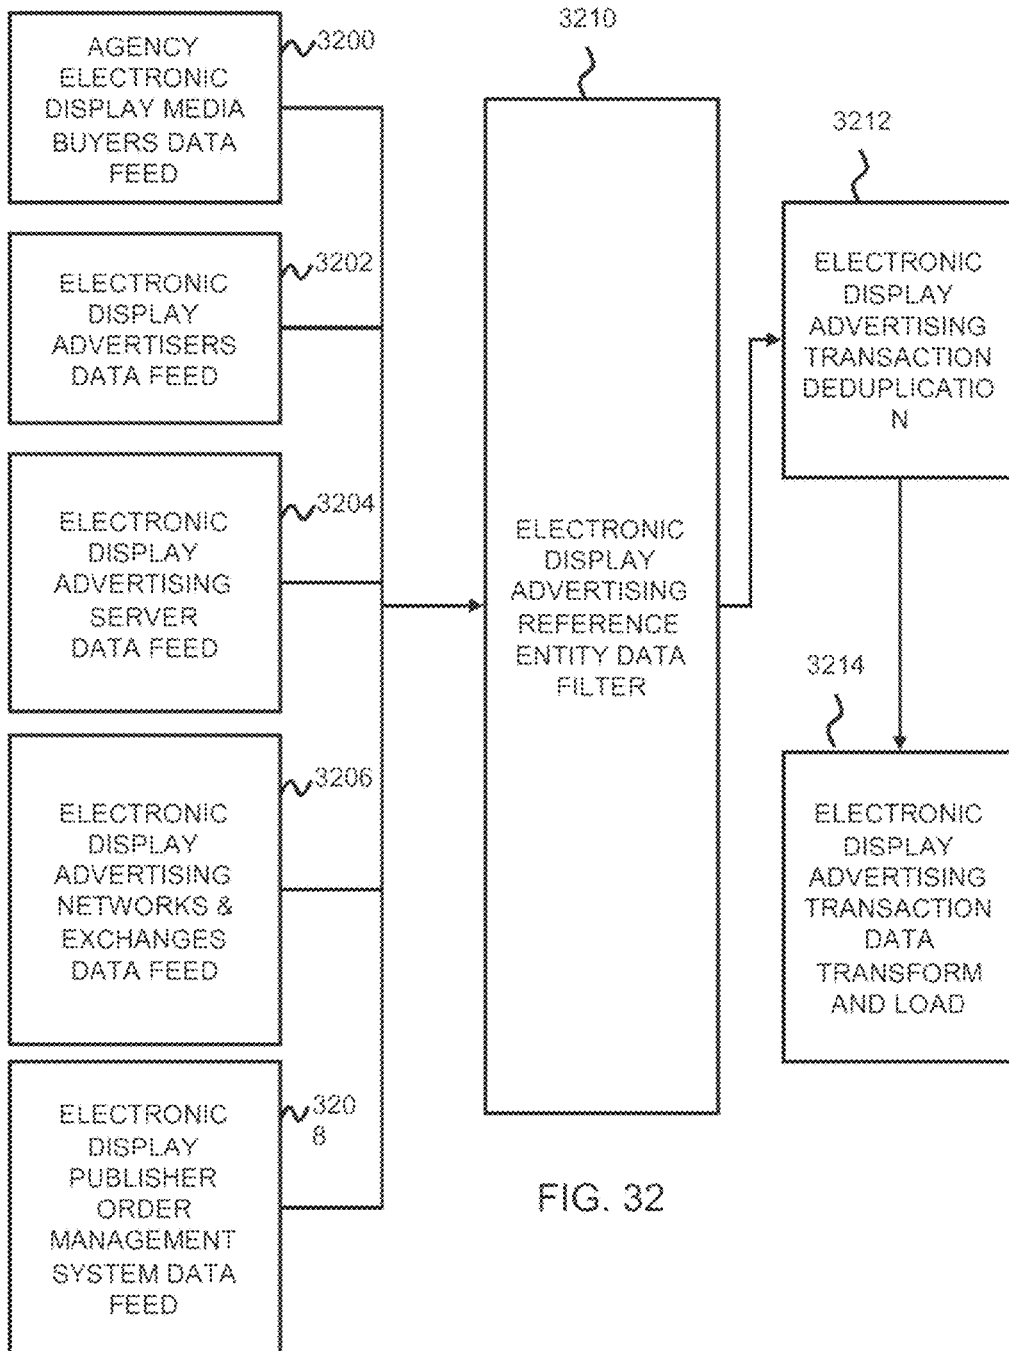 AGENCY
ELECTRONIC
DISPLAY MEDIA
BUYERS DATA
FEED
3200
ELECTRONIC
DISPLAY
ADVERTISERS
DATA FEED
3202
ELECTRONIC
DISPLAY
ADVERTISING
SERVER
DATA FEED
3204
ELECTRONIC
DISPLAY
ADVERTISING
NETWORKS &
EXCHANGES
DATA FEED
3206
ELECTRONIC
DISPLAY
PUBLISHER
ORDER
MANAGEMENT
SYSTEM DATA
FEED
320
8
3210
ELECTRONIC
DISPLAY
ADVERTISING
REFERENCE
ENTITY DATA
FILTER
3212
ELECTRONIC
DISPLAY
ADVERTISING
TRANSACTION
DEDUPLICATIO
N
3214
ELECTRONIC
DISPLAY
ADVERTISING
TRANSACTION
DATA
TRANSFORM
AND LOAD
FIG. 32